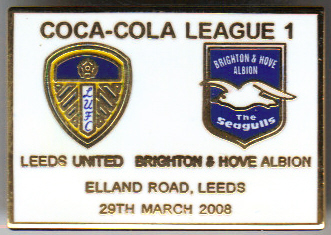 COCA-COLA LEAGUE 1
LUFC
BRIGHTON & HOVE
ALBION
The
Seagulls
LEEDS UNITED BRIGHTON & HOVE ALBION
ELLAND ROAD, LEEDS
29TH MARCH 2008